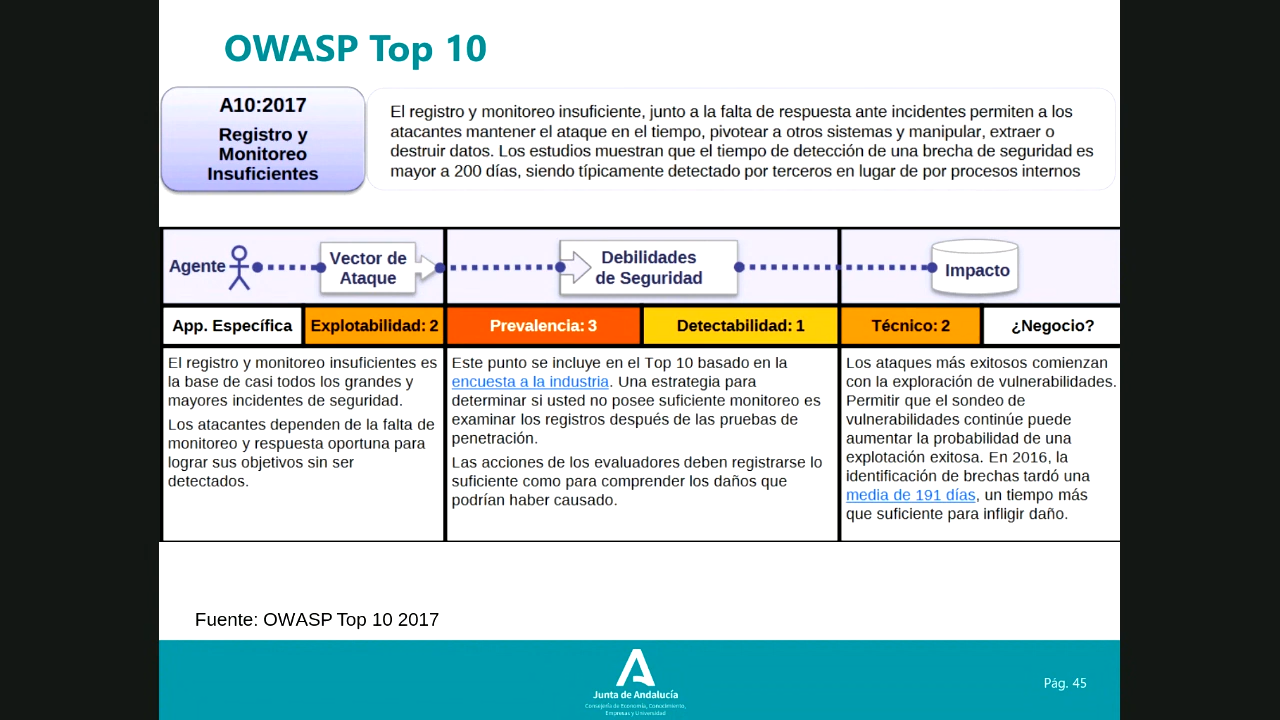 OWASP Top 10
A10:2017
Registro y
Monitoreo
Insuficientes
El registro y monitoreo insuficiente, junto a la falta de respuesta ante incidentes permiten a los
atacantes mantener el ataque en el tiempo, pivotear a otros sistemas y manipular, extraer o
destruir datos. Los estudios muestran que el tiempo de detección de una brecha de seguridad es
mayor a 200 días, siendo típicamente detectado por terceros en lugar de por procesos internos
Agente
Vector de
Ataque
Debilidades
de Seguridad
Impacto
App. Específica
Explotabilidad: 2
Prevalencia: 3
Detectabilidad: 1
Técnico: 2
¿Negocio?
El registro y monitoreo insuficientes es
la base de casi todos los grandes y
mayores incidentes de seguridad.
Los atacantes dependen de la falta de
monitoreo y respuesta oportuna para
lograr sus objetivos sin ser
detectados.
Este punto se incluye en el Top 10 basado en la
encuesta a la industria. Una estrategia para
determinar si usted no posee suficiente monitoreo es
examinar los registros después de las pruebas de
penetración.
Las acciones de los evaluadores deben registrarse lo
suficiente como para comprender los daños que
podrían haber causado.
Los ataques más exitosos comienzan
con la exploración de vulnerabilidades.
Permitir que el sondeo de
vulnerabilidades continúe puede
aumentar la probabilidad de una
explotación exitosa. En 2016, la
identificación de brechas tardó una
media de 191 días, un tiempo más
que suficiente para infligir daño.
Fuente: OWASP Top 10 2017
Junta de Andalucía
Consejería de Economía, Conocimiento,
Empresas y Universidad
Pág. 45